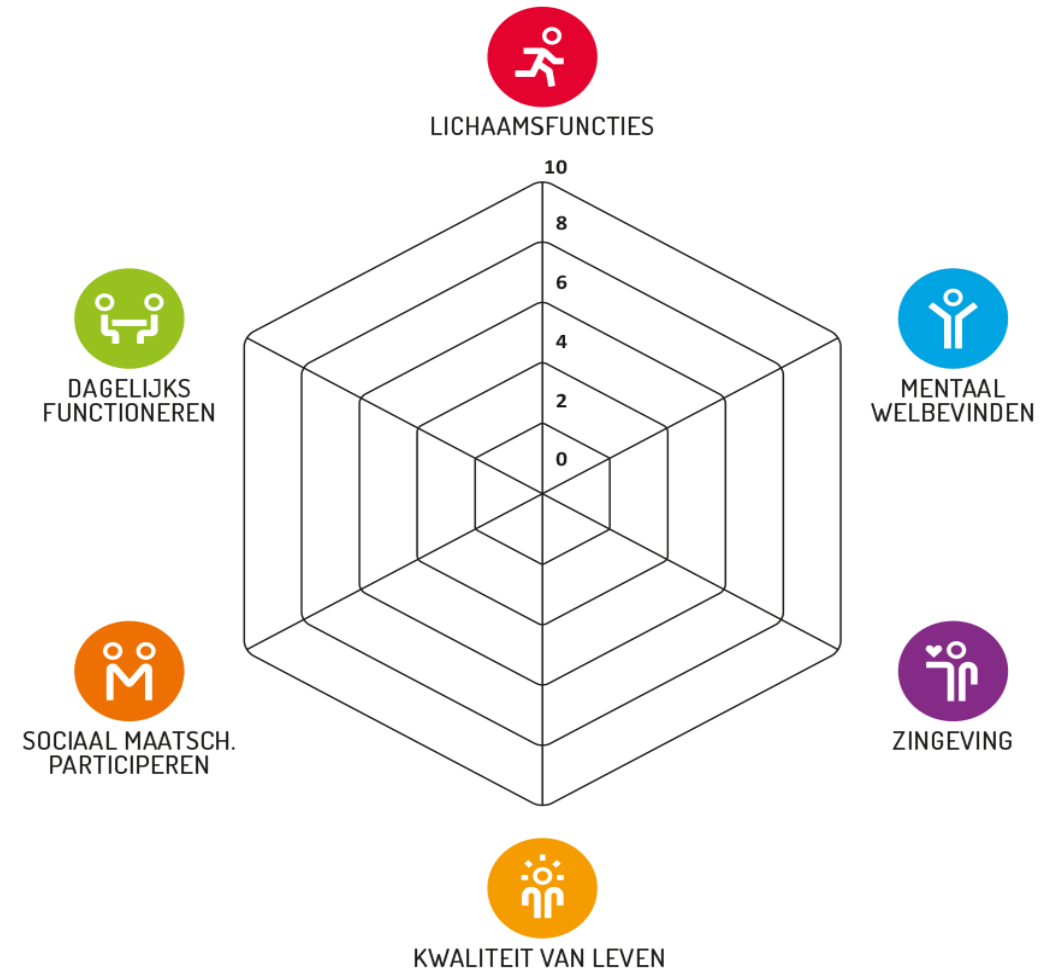 LICHAAMSFUNCTIES
10
8
6
4
2
0
DAGELIJKS
FUNCTIONEREN
MENTAAL
WELBEVINDEN
SOCIAAL MAATSCH.
PARTICIPEREN
ZINGEVING
KWALITEIT VAN LEVEN